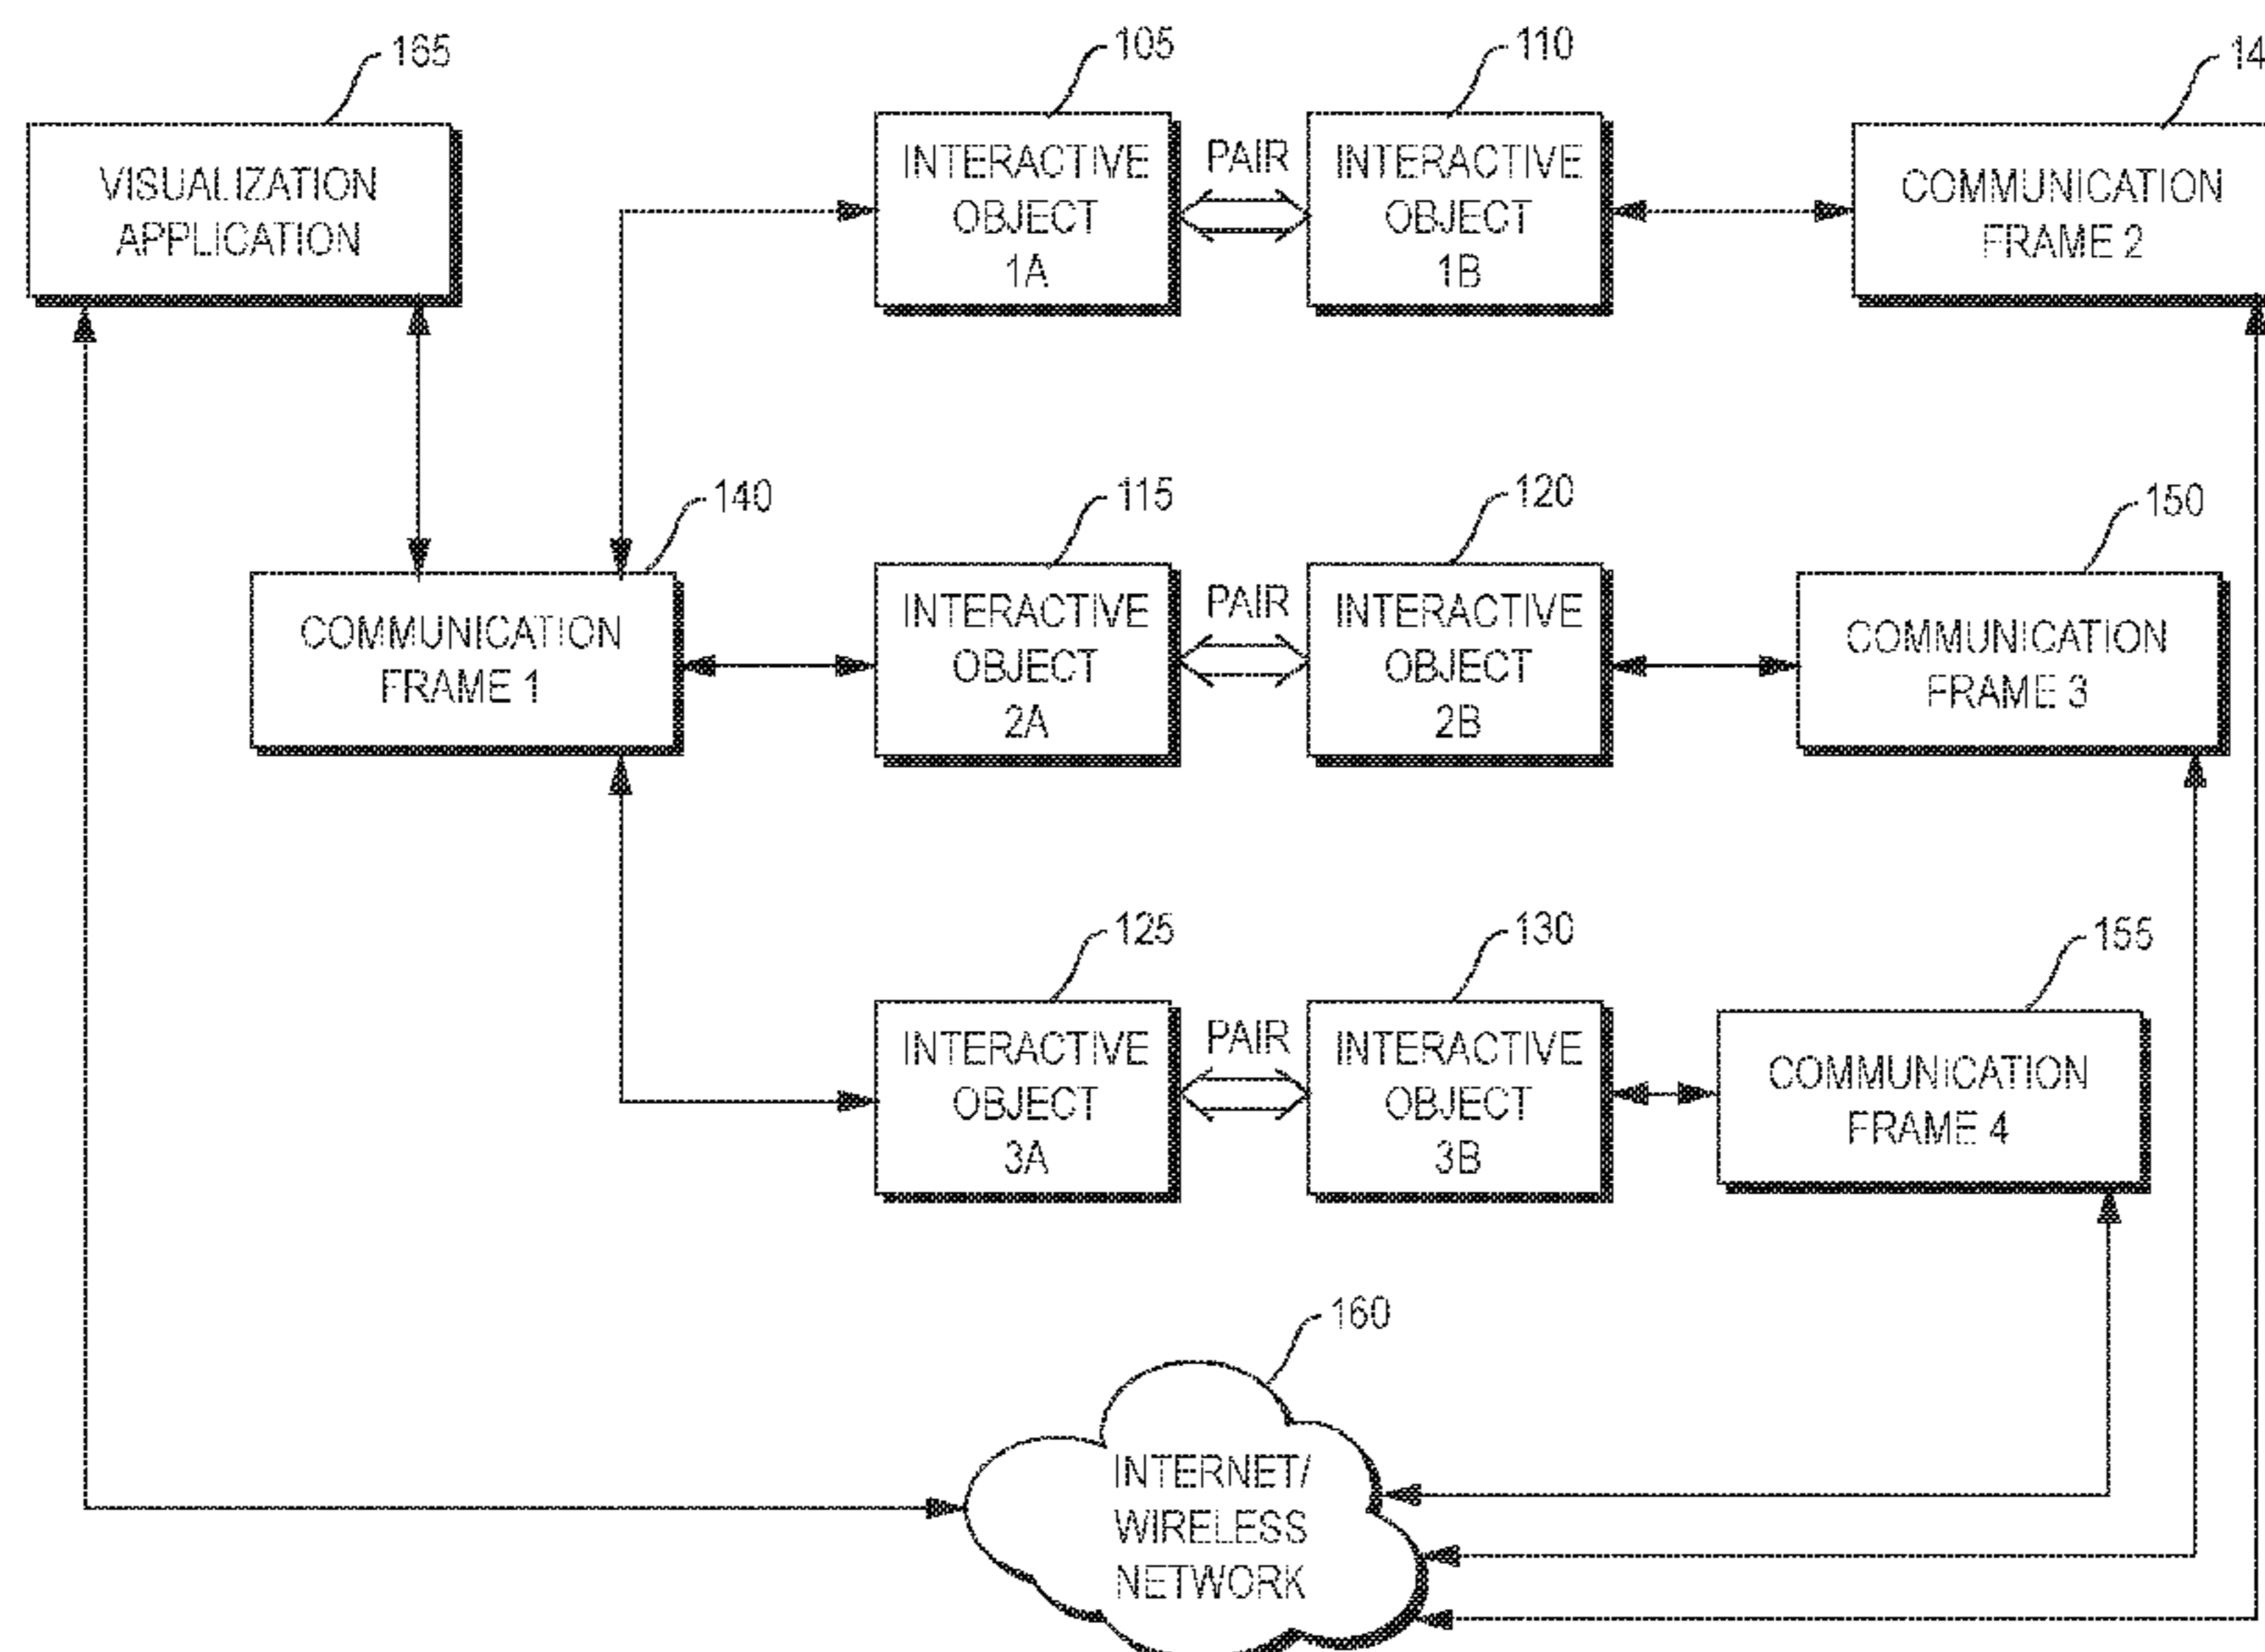 165
105
110
14
VISUALIZATION
APPLICATION
INTERACTIVE
OBJECT
1A
PAIR
INTERACTIVE
OBJECT
1B
COMMUNICATION
FRAME 2
140
115
120
150
COMMUNICATION
FRAME 1
INTERACTIVE
OBJECT
2A
PAIR
INTERACTIVE
OBJECT
2B
COMMUNICATION
FRAME 3
125
130
155
INTERACTIVE
OBJECT
3A
PAIR
INTERACTIVE
OBJECT
3B
COMMUNICATION
FRAME 4
160
INTERNET/
WIRELESS
NETWORK